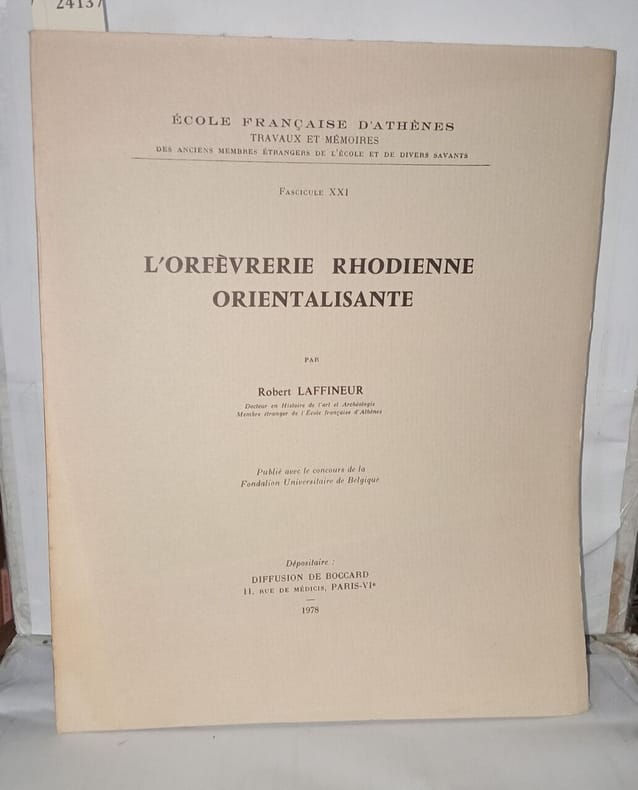 24137
ÉCOLE FRANÇAISE D'ATHÈNES
TRAVAUX ET MÉMOIRES
DES ANCIENS MEMBRES ÉTRANGERS DE L'ÉCOLE ET DE DIVERS SAVANTS
FASCICULE XXI
L'ORFÈVRERIE RHODIENNE
ORIENTALISANTE
PAR
Robert LAFFINEUR
Docteur en Histoire de l'art et Archéologie
Membre étranger de l'École française d'Athènes
Publié avec le concours de la
Fondation Universitaire de Belgique
Dépositaire :
DIFFUSION DE BOCCARD
11, RUE DE MÉDICIS, PARIS-VIe
1978